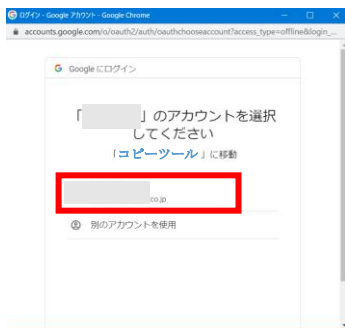 ログイン - Google アカウント - Google Chrome
accounts.google.com/o/oauth2/auth/oauthchooseaccount?access_type=offline&login_...
G Google にログイン
「 」のアカウントを選択
してください
「コピーツール」に移動
co.jp
別のアカウントを使用